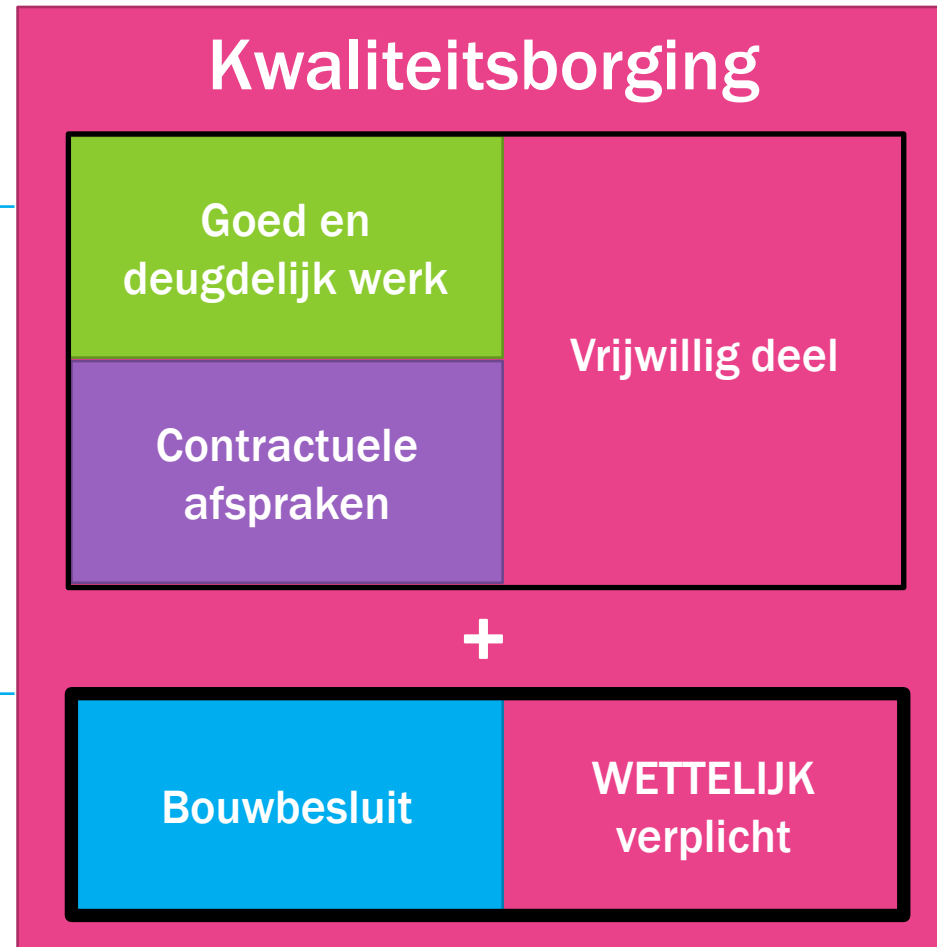 Kwaliteitsborging
Goed en
deugdelijk werk
Vrijwillig deel
Contractuele
afspraken
+
Bouwbesluit
WETTELIJK
verplicht